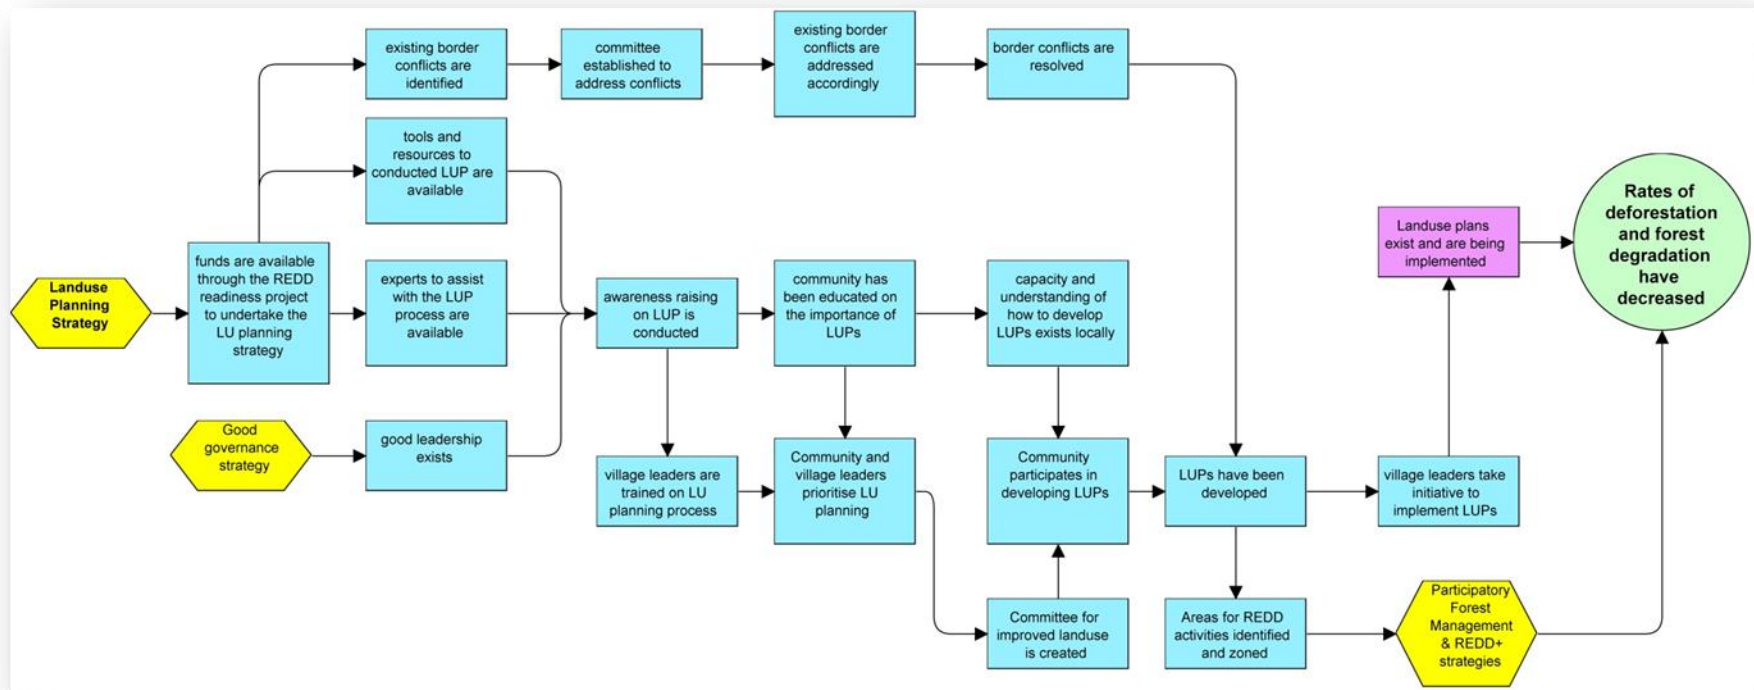 existing border
conflicts are
identified
committee
established to
address conflicts
existing border
conflicts are
addressed
accordingly
border conflicts are
resolved
tools and
resources to
conducted LUP are
available
Landuse
Planning
Strategy
funds are available
through the REDD
readiness project
to undertake the
LU planning
strategy
experts to assist
with the LUP
process are
available
awareness raising
on LUP is
conducted
community has
been educated on
the importance of
LUPs
capacity and
understanding of
how to develop
LUPs exists locally
Landuse plans
exist and are being
implemented
Rates of
deforestation
and forest
degradation
have
decreased
Good
governance
strategy
good leadership
exists
village leaders are
trained on LU
planning process
Community and
village leaders
prioritise LU
planning
Community
participates in
developing LUPs
LUPs have been
developed
village leaders take
initiative to
implement LUPs
Committee for
improved landuse
is created
Areas for REDD
activities identified
and zoned
Participatory
Forest
Management
& REDD+
strategies